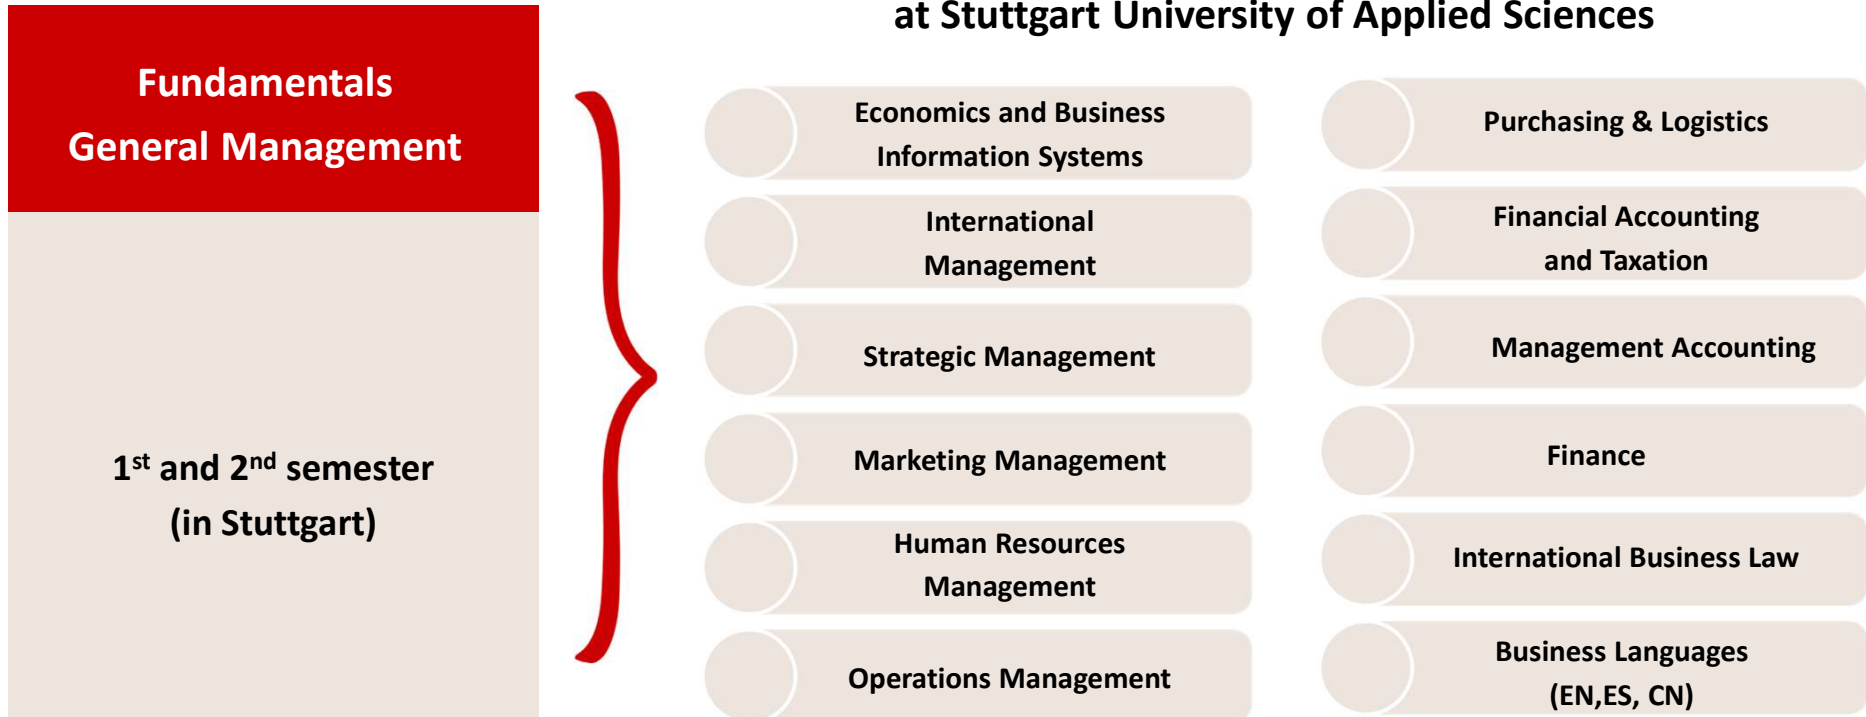 at Stuttgart University of Applied Sciences
Fundamentals
General Management
1st and 2nd semester
(in Stuttgart)
Economics and Business
Information Systems
International
Management
Strategic Management
Marketing Management
Human Resources
Management
Operations Management
Purchasing & Logistics
Financial Accounting
and Taxation
Management Accounting
Finance
International Business Law
Business Languages
(EN,ES, CN)